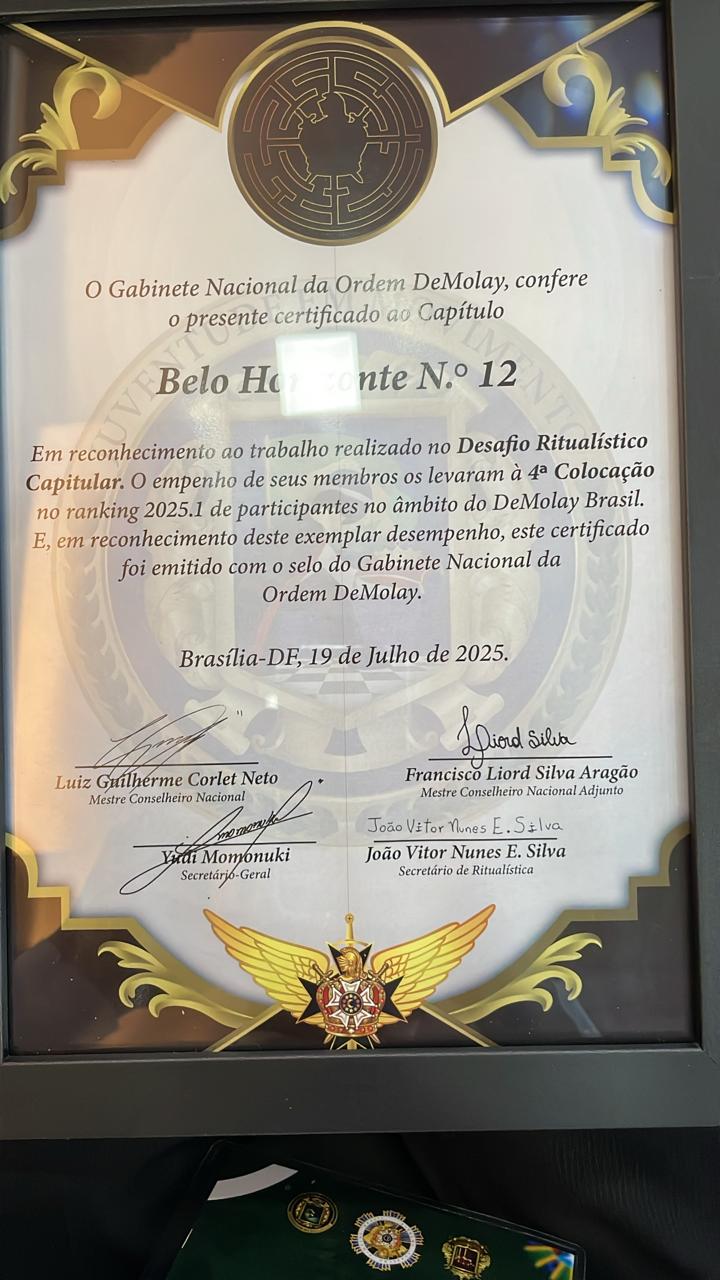 O Gabinete Nacional da Ordem DeMolay, confere
o presente certificado ao Capítulo
Belo Horizonte N.º 12
Em reconhecimento ao trabalho realizado no Desafio Ritualístico
Capitular. O empenho de seus membros os levaram à 4ª Colocação
no ranking 2025.1 de participantes no âmbito do DeMolay Brasil.
E, em reconhecimento deste exemplar desempenho, este certificado
foi emitido com o selo do Gabinete Nacional da
Ordem DeMolay.
Brasília-DF, 19 de Julho de 2025.
Liord Silva
Luiz Guilherme Corlet Neto
Mestre Conselheiro Nacional
Francisco Liord Silva Aragão
Mestre Conselheiro Nacional Adjunto
Momonuki
João Vitor Nunes E. Silva
Yudi Momonuki
Secretário-Geral
João Vitor Nunes E. Silva
Secretário de Ritualística